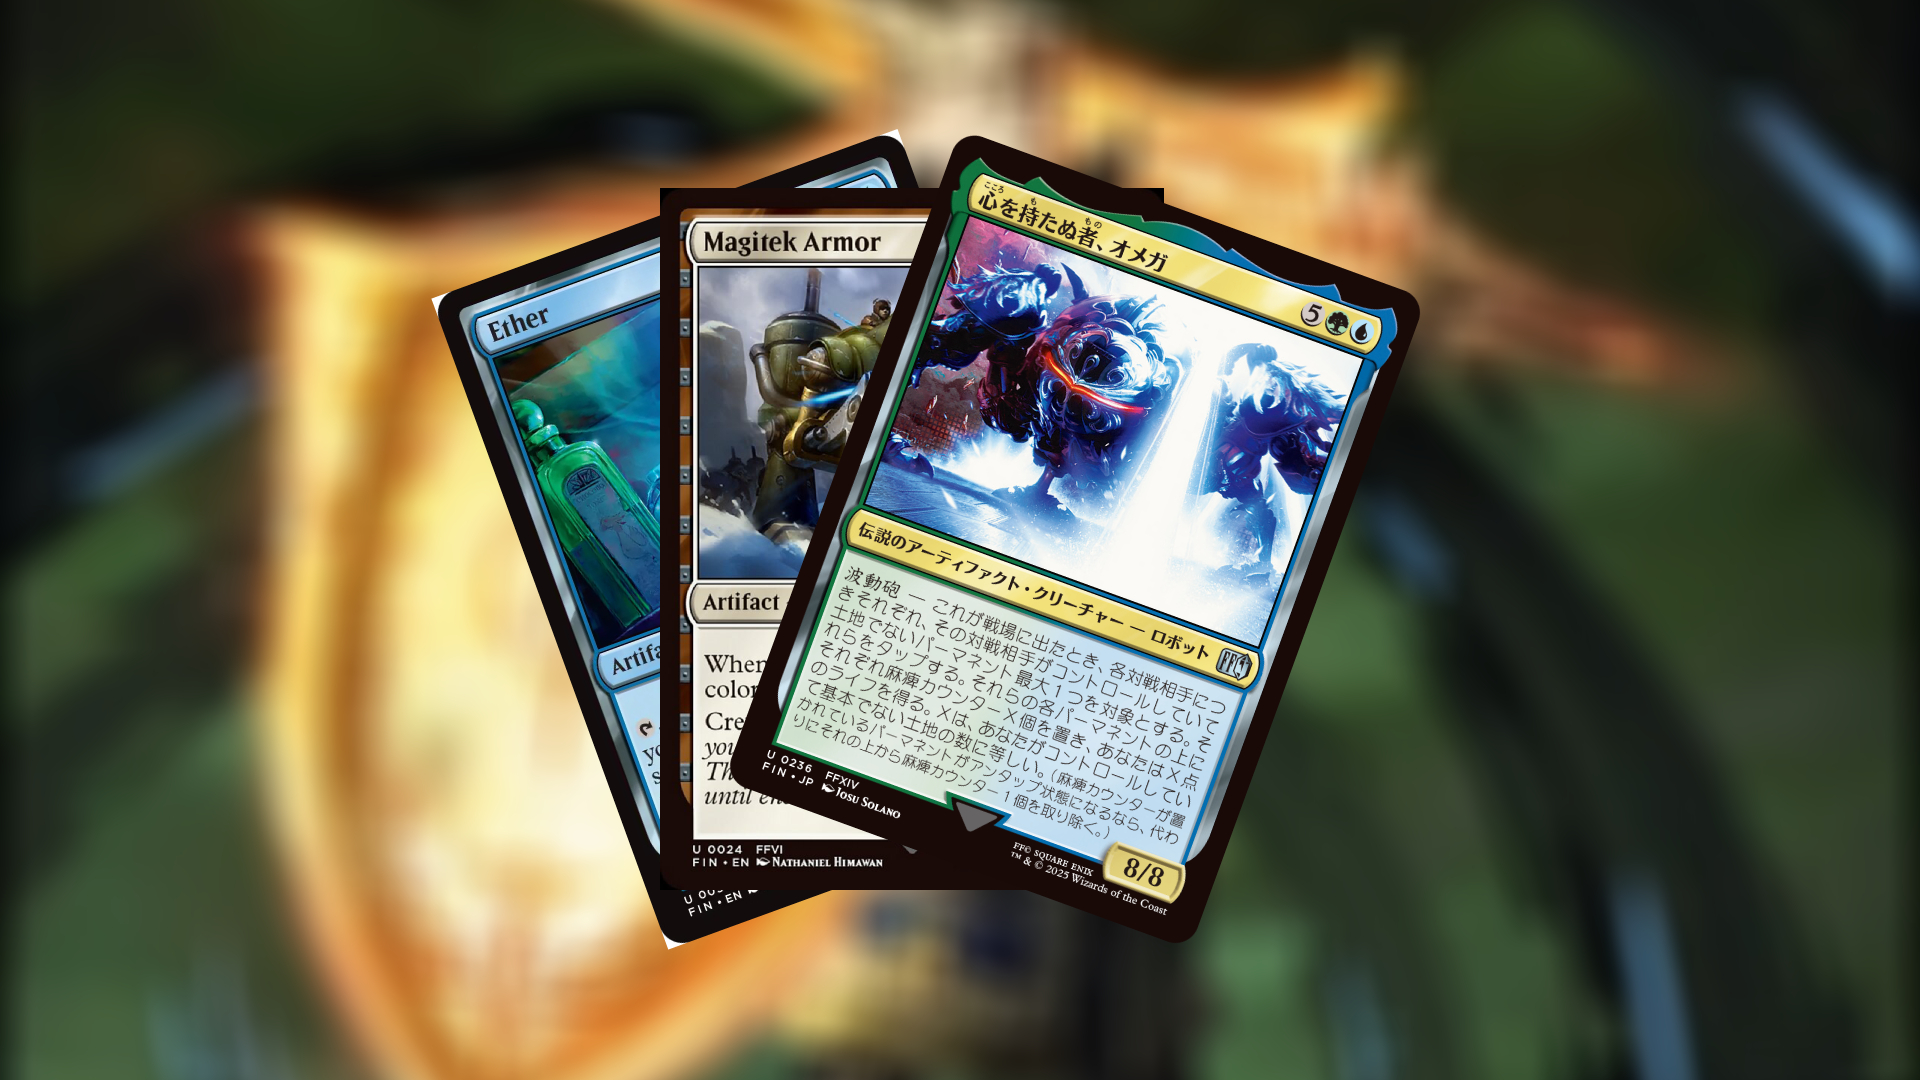 Ether
Artifa
yo
s
U 00
FIN • EN
Magitek Armor
Artifact
When
color
Cre
you
Th
until en
U 0024 FFVI
FIN • EN NATHANIEL HIMAWAN
こころ も もの
心を持たぬ者、オメガ
5
伝説のアーティファクト・クリーチャー — ロボット
波動砲 — これが戦場に出たとき、各対戦相手につ
きそれぞれ、その対戦相手がコントロールしていて
土地でないパーマネント最大1つを対象とする。そ
れらをタップする。それらの各パーマネントの上に
それぞれ麻痺カウンターX個を置き、あなたはX点
のライフを得る。Xは、あなたがコントロールしてい
て基本でない土地の数に等しい。（麻痺カウンターが置
かれているパーマネントがアンタップ状態になるなら、代わ
りにそれの上から麻痺カウンター1個を取り除く。）
8/8
U 0236 FFXIV
FIN • JP JOSU SOLANO
FF© SQUARE ENIX
™ & © 2025 Wizards of the Coast